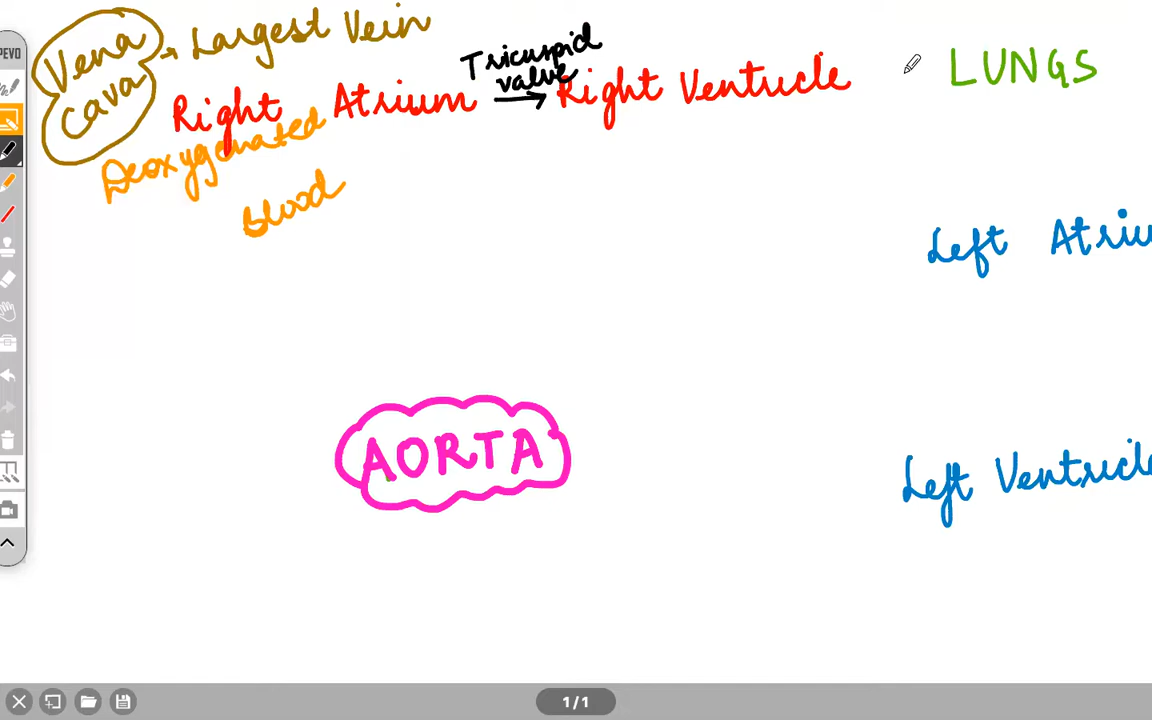 Vena
cava → Largest Vein
Tricuspid
valve
Right Atrium → Right Ventricle
LUNGS
Deoxygenated
Blood
Left Atriu
AORTA
Left Ventricle
1/1